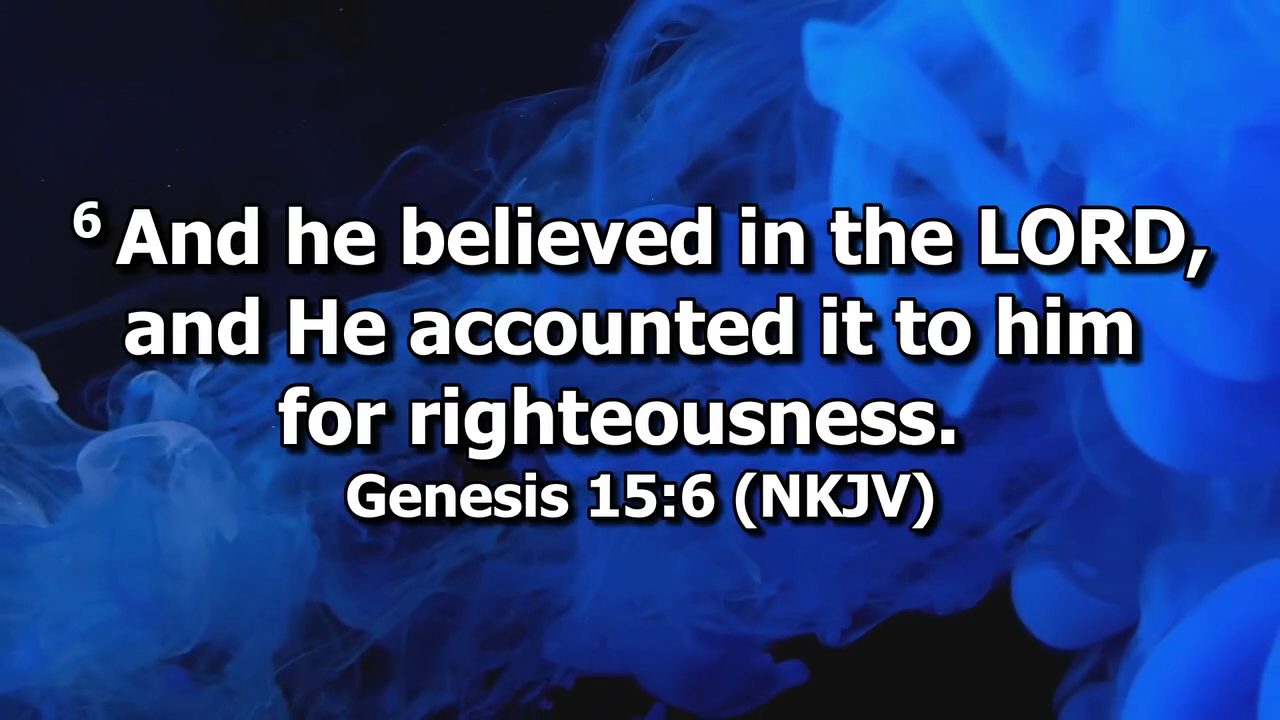 6 And he believed in the LORD,
and He accounted it to him
for righteousness.
Genesis 15:6 (NKJV)